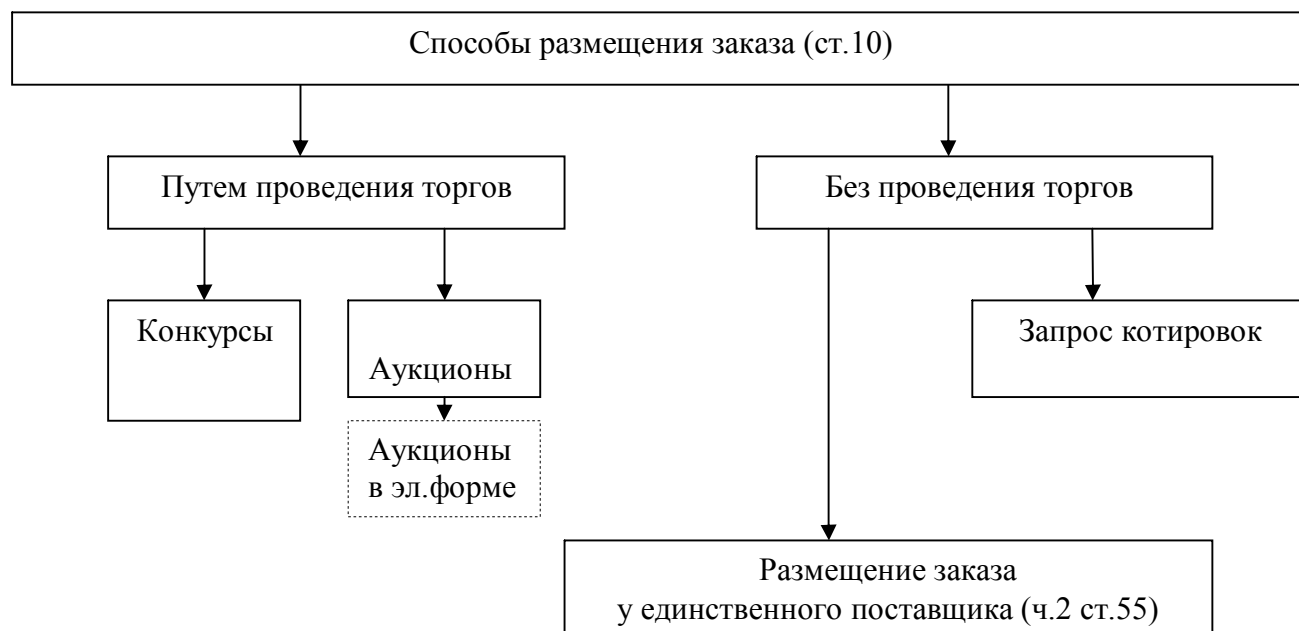 Способы размещения заказа (ст.10)
Путем проведения торгов
Без проведения торгов
Конкурсы
Аукционы
Запрос котировок
Аукционы
в эл.форме
Размещение заказа
у единственного поставщика (ч.2 ст.55)